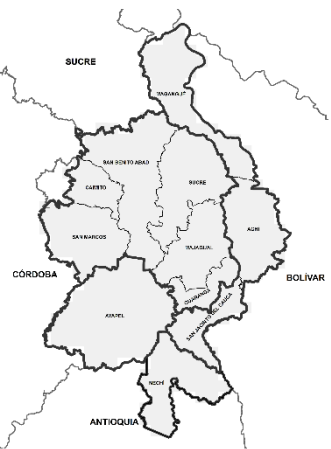 SUCRE
MAGANGUÉ
SAN BENITO ABAD
SUCRE
CAIMITO
SAN MARCOS
MAJAGUAL
ACHÍ
CÓRDOBA
BOLÍVAR
GUARANDA
AYAPEL
SAN JACINTO DEL CAUCA
NECHÍ
ANTIOQUIA